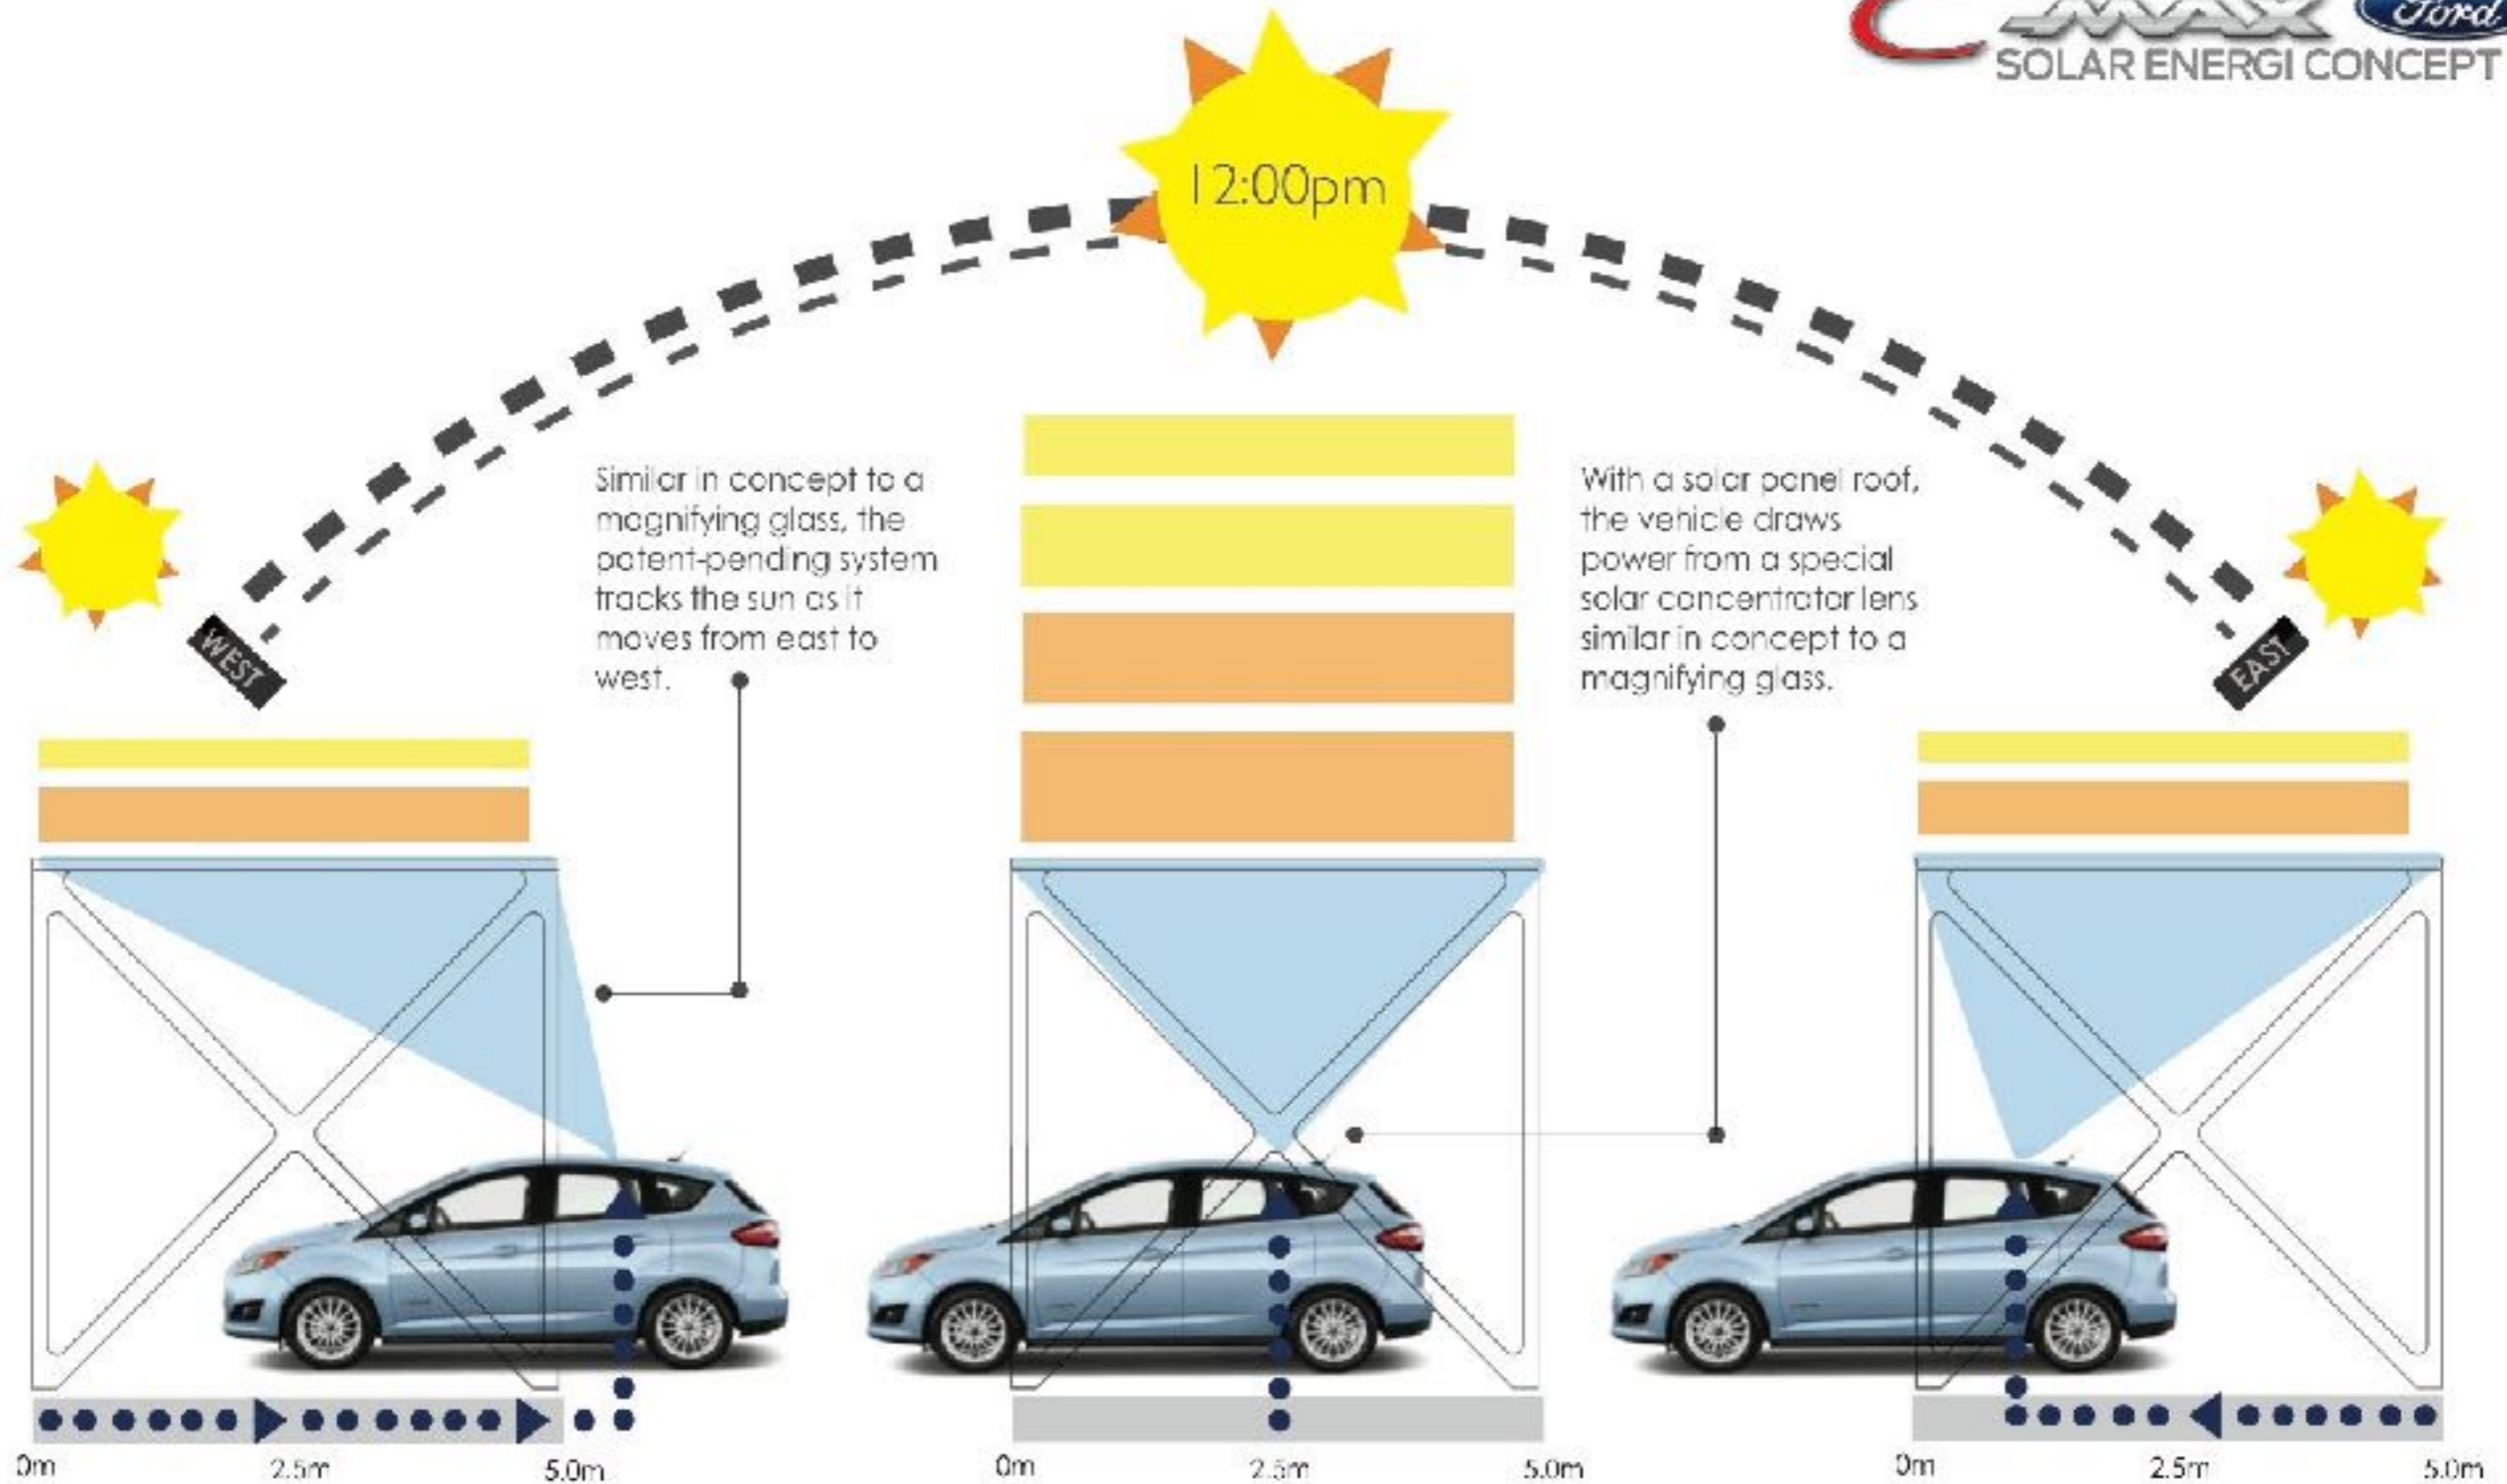 C-MAX Ford
SOLAR ENERGI CONCEPT
12:00pm
Similar in concept to a
magnifying glass, the
patent-pending system
tracks the sun as it
moves from east to
west.
With a solar panel roof,
the vehicle draws
power from a special
solar concentrator lens
similar in concept to a
magnifying glass.
WEST
EAST
0m 2.5m 5.0m
0m 2.5m 5.0m
0m 2.5m 5.0m